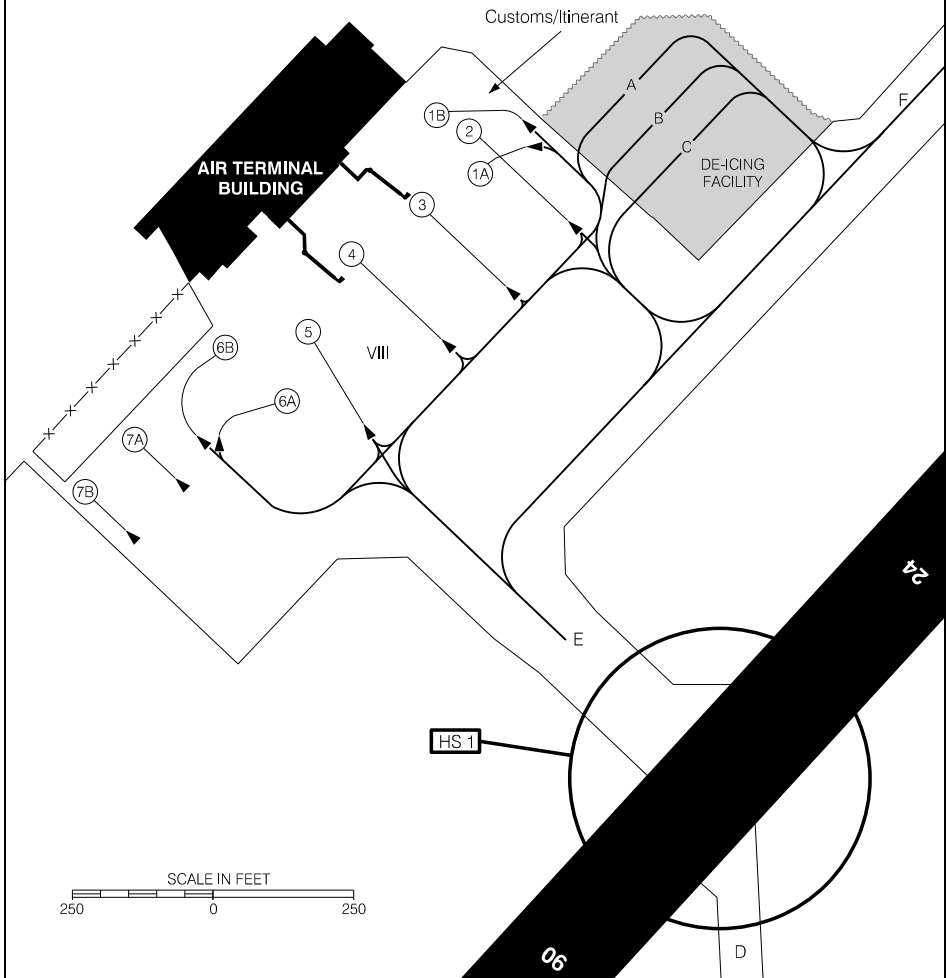 Customs/Itinerant
A
B
C
F
DE-ICING
FACILITY
1B
2
1A
3
4
5
6B
6A
7A
7B
AIR TERMINAL
BUILDING
VIII
E
24
HS 1
SCALE IN FEET
250 0 250
06
D